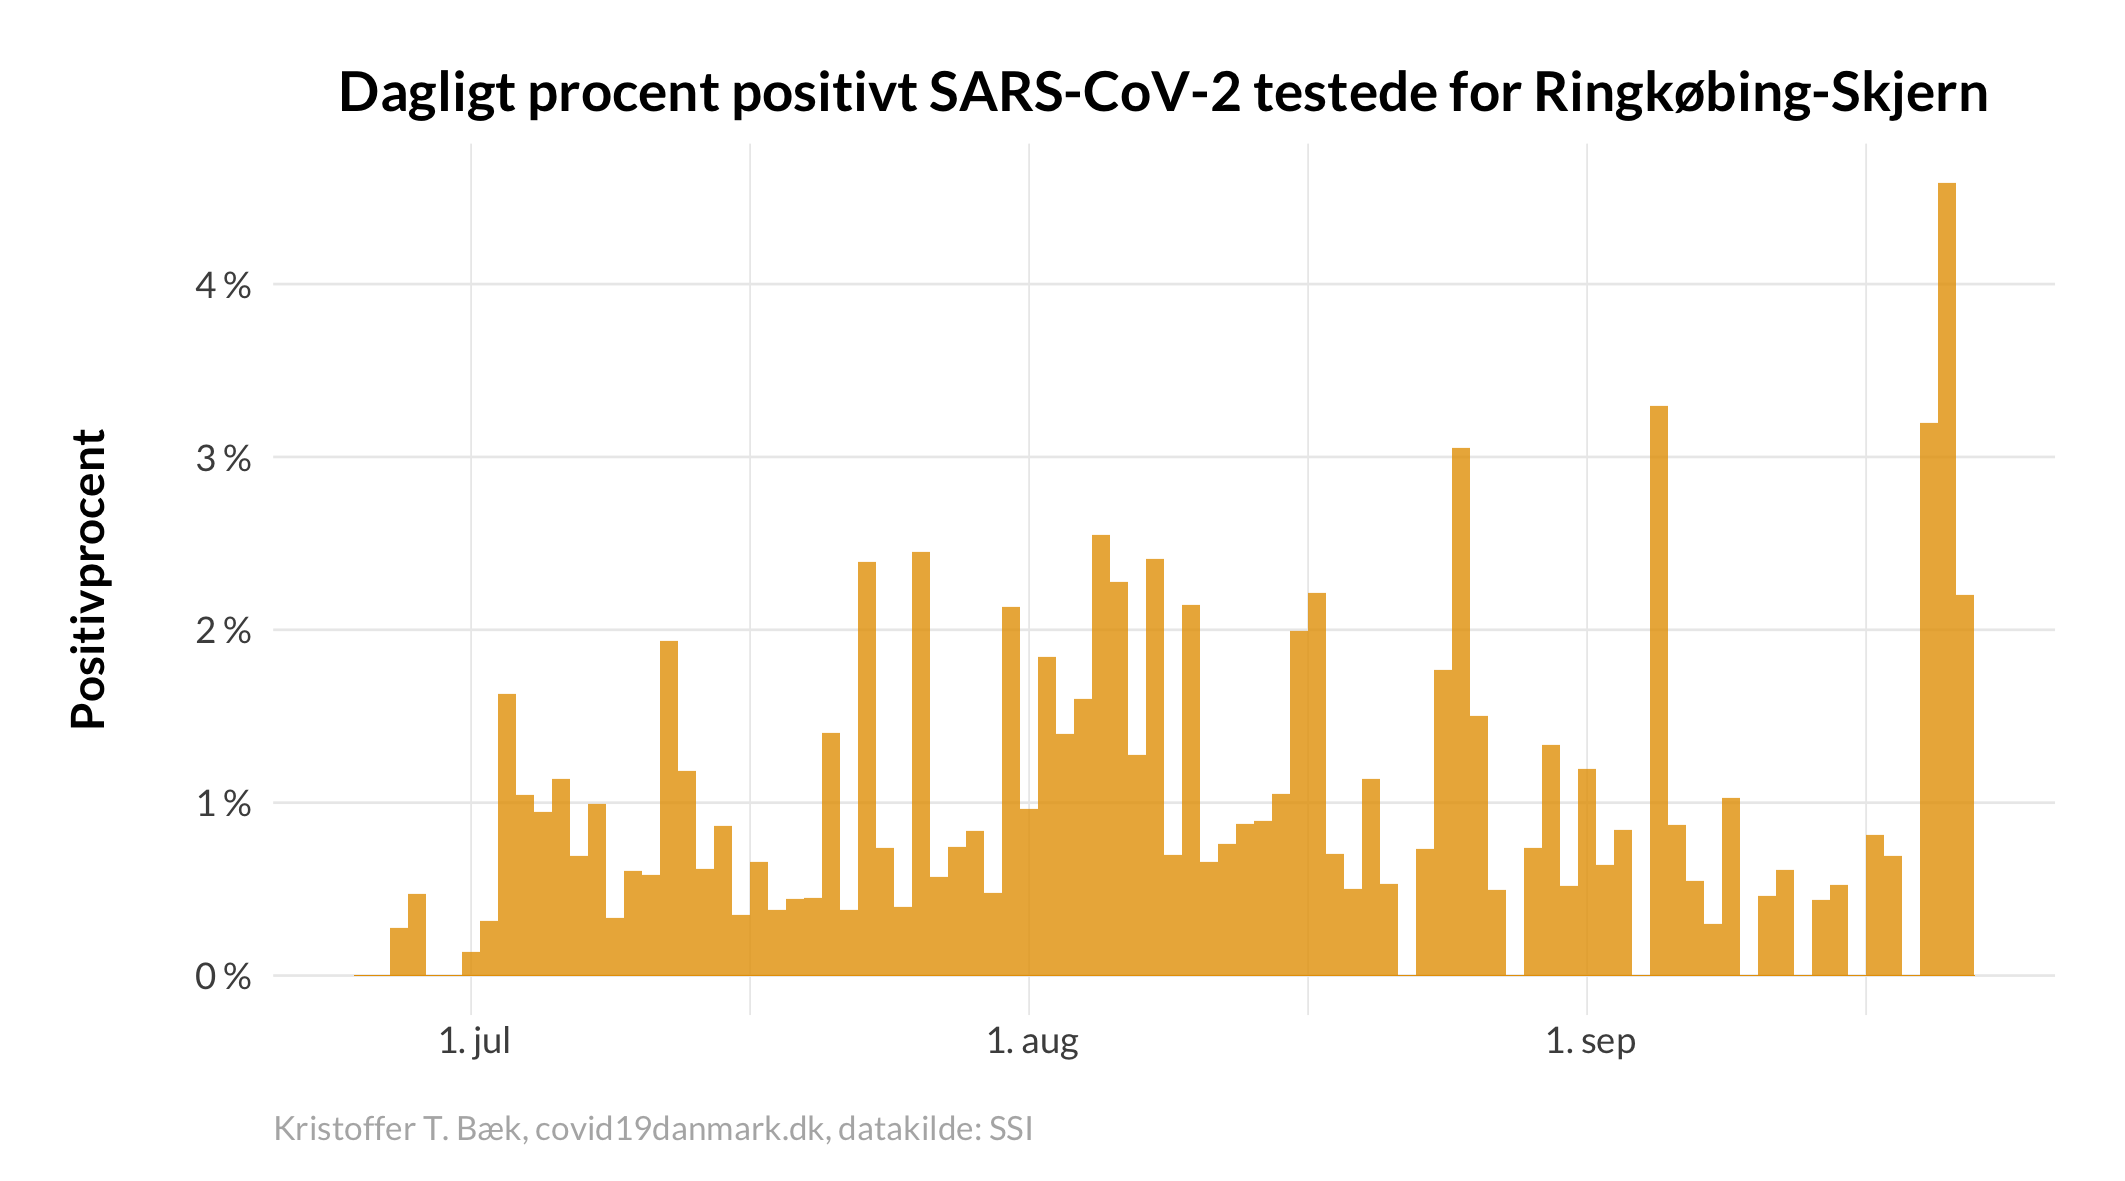 Dagligt procent positivt SARS-CoV-2 testede for Ringkøbing-Skjern
Positivprocent
4 %
3 %
2 %
1 %
0 %
1. jul
1. aug
1. sep
Kristoffer T. Bæk, covid19danmark.dk, datakilde: SSI